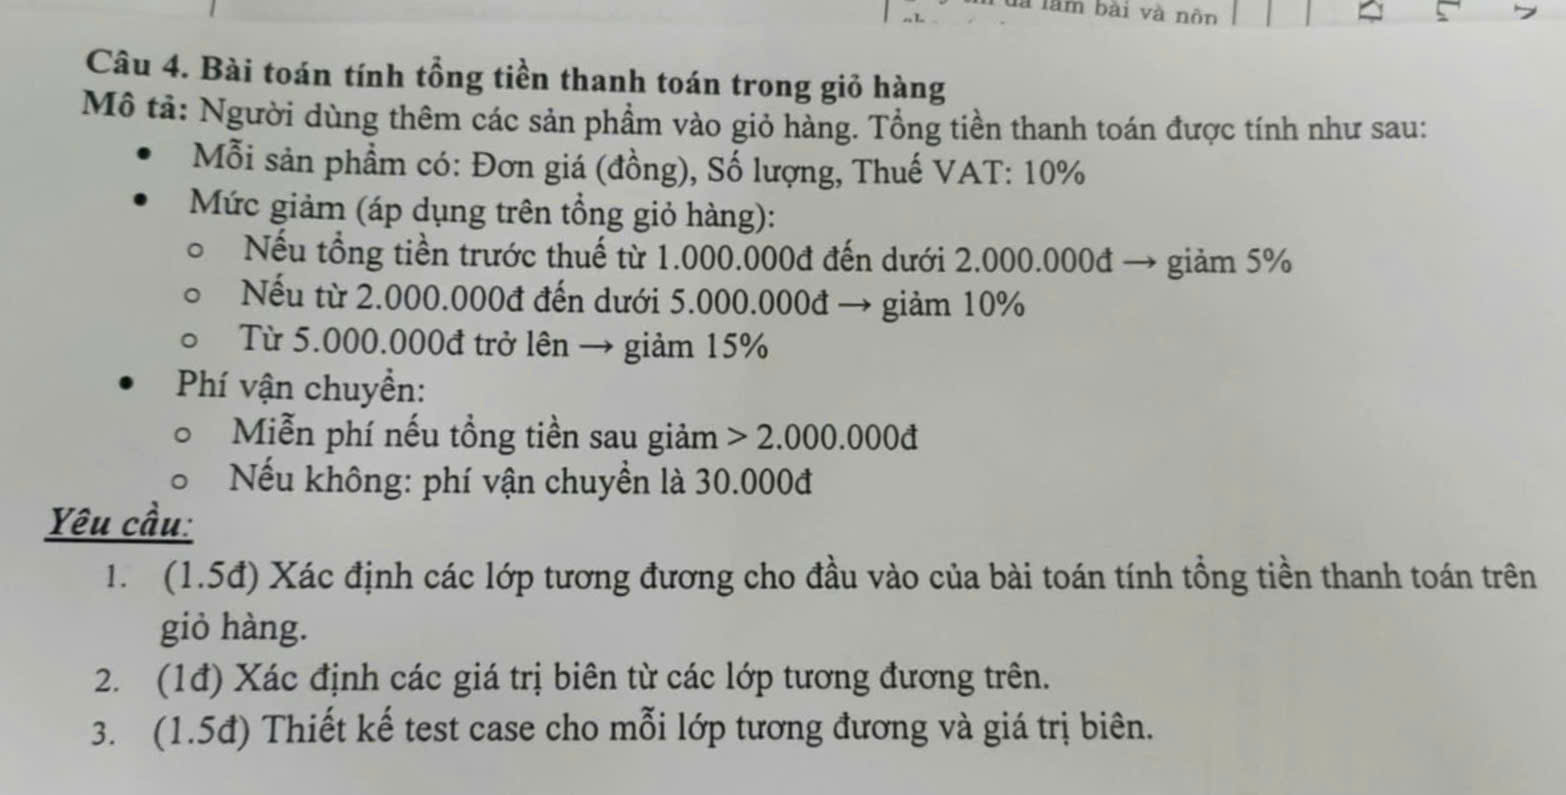 làm bài và nôn
Câu 4. Bài toán tính tổng tiền thanh toán trong giỏ hàng
Mô tả: Người dùng thêm các sản phẩm vào giỏ hàng. Tổng tiền thanh toán được tính như sau:
• Mỗi sản phẩm có: Đơn giá (đồng), Số lượng, Thuế VAT: 10%
• Mức giảm (áp dụng trên tổng giỏ hàng):
o Nếu tổng tiền trước thuế từ 1.000.000đ đến dưới 2.000.000đ → giảm 5%
o Nếu từ 2.000.000đ đến dưới 5.000.000đ → giảm 10%
o Từ 5.000.000đ trở lên → giảm 15%
• Phí vận chuyển:
o Miễn phí nếu tổng tiền sau giảm > 2.000.000đ
o Nếu không: phí vận chuyển là 30.000đ
Yêu cầu:
1. (1.5đ) Xác định các lớp tương đương cho đầu vào của bài toán tính tổng tiền thanh toán trên
giỏ hàng.
2. (1đ) Xác định các giá trị biên từ các lớp tương đương trên.
3. (1.5đ) Thiết kế test case cho mỗi lớp tương đương và giá trị biên.